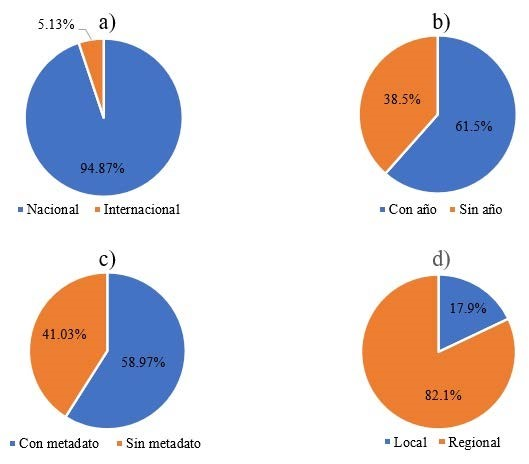 a)
5.13%
94.87%
Nacional Internacional
b)
38.5%
61.5%
Con año Sin año
c)
41.03%
58.97%
Con metadato Sin metadato
d)
17.9%
82.1%
Local Regional